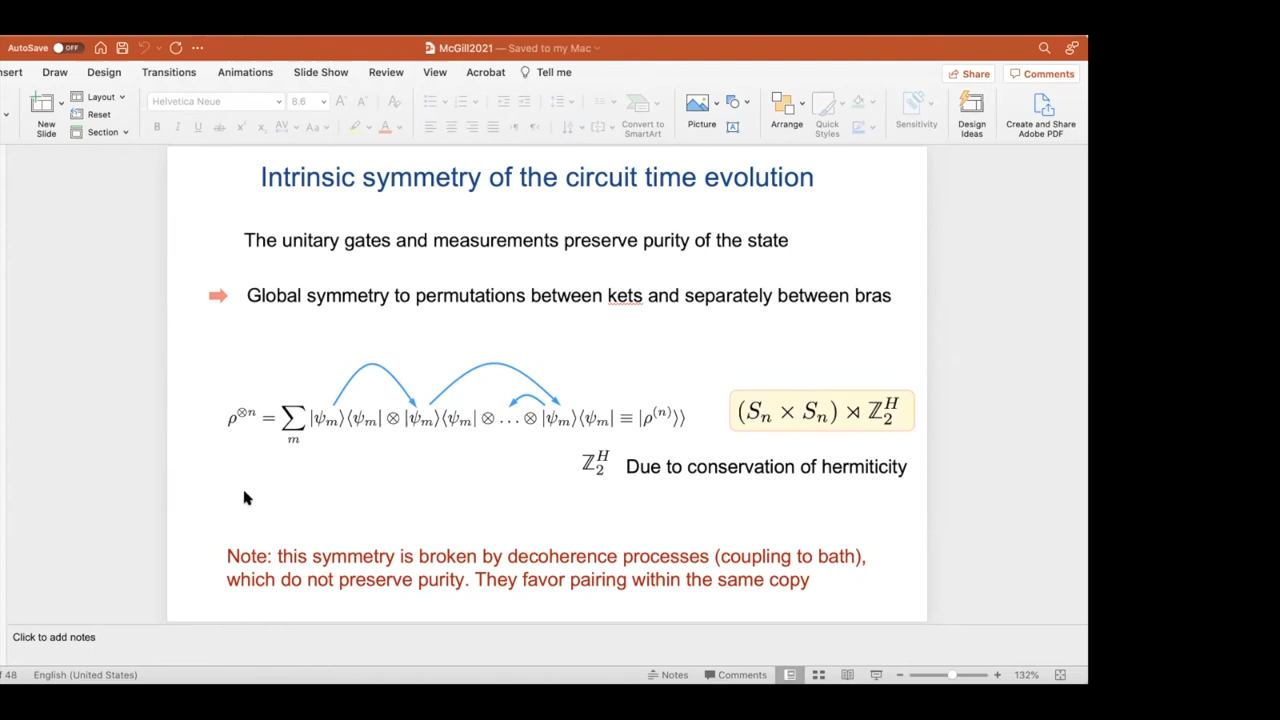 AutoSave OFF
McGill2021 — Saved to my Mac
nsert Draw Design Transitions Animations Slide Show Review View Acrobat Tell me
Share Comments
New Slide
Layout
Reset
Section
Helvetica Neue 8.6
Convert to SmartArt
Picture
Arrange
Quick Styles
Sensitivity
Design Ideas
Create and Share Adobe PDF
Intrinsic symmetry of the circuit time evolution
The unitary gates and measurements preserve purity of the state
Global symmetry to permutations between kets and separately between bras
ρ^{⊗n} = ∑_m |ψ_m⟩⟨ψ_m| ⊗ |ψ_m⟩⟨ψ_m| ⊗ … ⊗ |ψ_m⟩⟨ψ_m| ≡ |ρ^{(n)}⟩⟩
(S_n × S_n) ⋊ ℤ_2^H
ℤ_2^H Due to conservation of hermiticity
Note: this symmetry is broken by decoherence processes (coupling to bath),
which do not preserve purity. They favor pairing within the same copy
Click to add notes
of 48 English (United States)
Notes Comments 132%